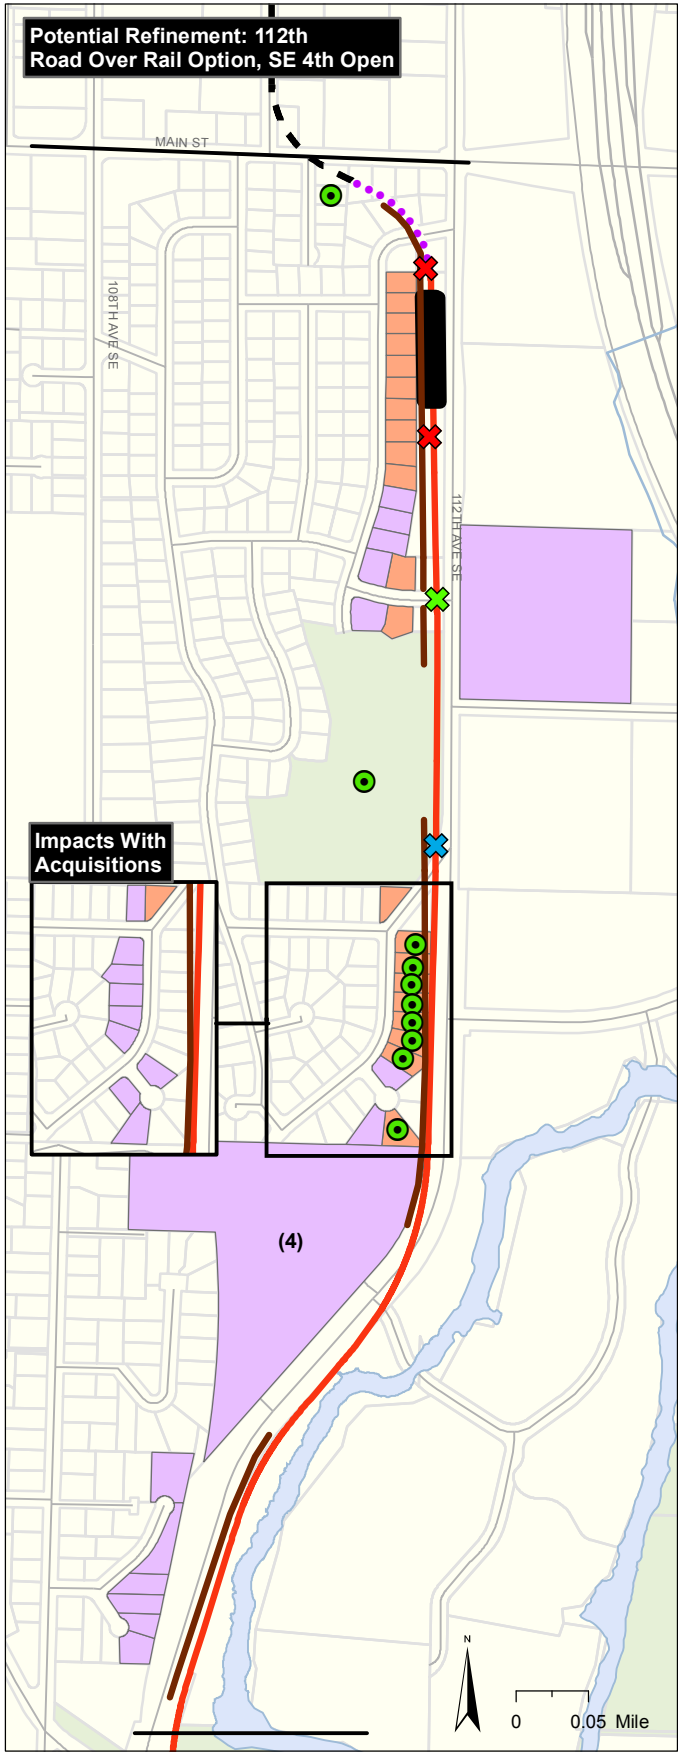 Potential Refinement: 112th
Road Over Rail Option, SE 4th Open
MAIN ST
108TH AVE SE
112TH AVE SE
Impacts With
Acquisitions
(4)
N
0 0.05 Mile